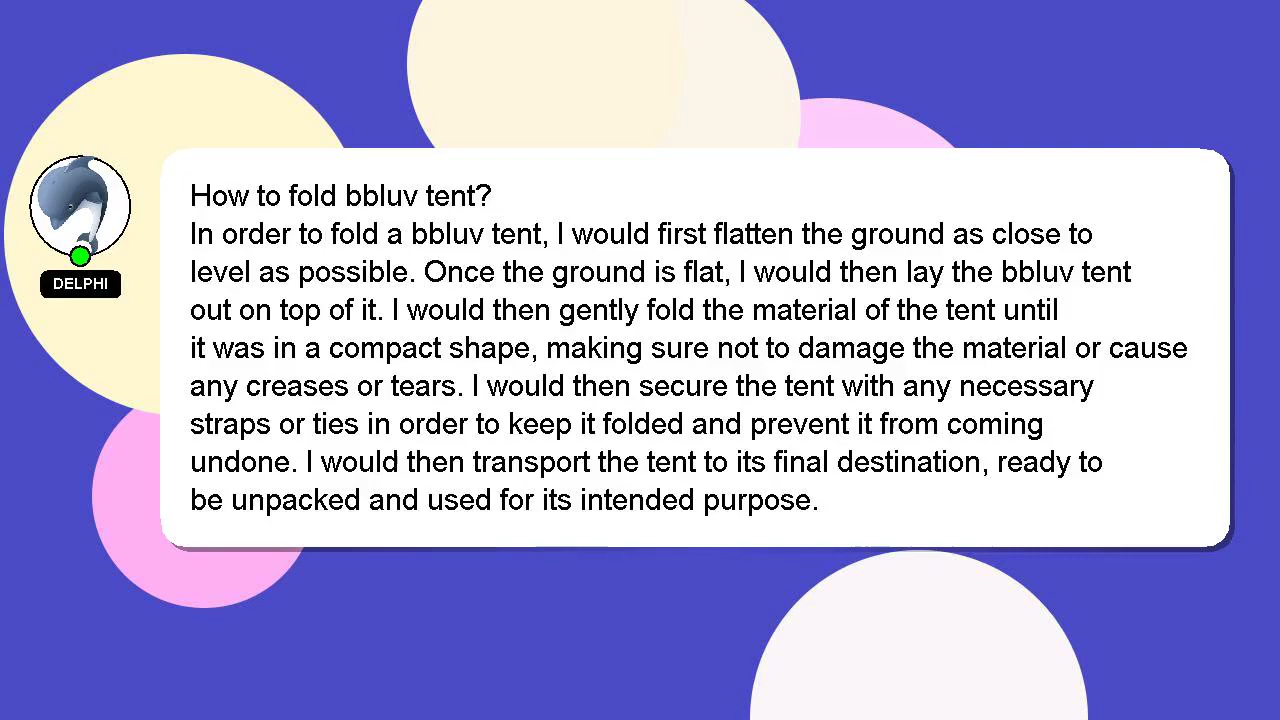 How to fold bbluv tent?
In order to fold a bbluv tent, I would first flatten the ground as close to
level as possible. Once the ground is flat, I would then lay the bbluv tent
out on top of it. I would then gently fold the material of the tent until
it was in a compact shape, making sure not to damage the material or cause
any creases or tears. I would then secure the tent with any necessary
straps or ties in order to keep it folded and prevent it from coming
undone. I would then transport the tent to its final destination, ready to
be unpacked and used for its intended purpose.
DELPHI